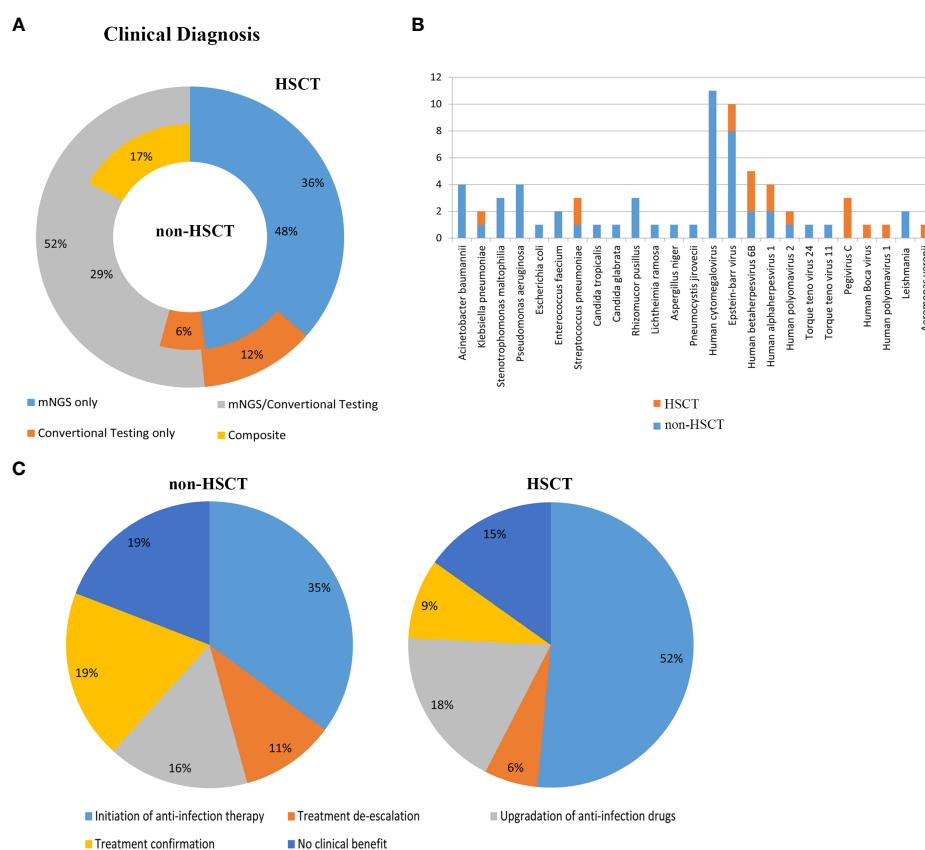 A
Clinical Diagnosis
HSCT
17%
36%
non-HSCT
48%
52%
29%
6%
12%
mNGS only
mNGS/Convertional Testing
Convertional Testing only
Composite
B
12
10
8
6
4
2
0
Acinetobacter baumannii
Klebsiella pneumoniae
Stenotrophomonas maltophilia
Pseudomonas aeruginosa
Escherichia coli
Enterococcus faecium
Streptococcus pneumoniae
Candida tropicalis
Candida glabrata
Rhizomucor pusillus
Lichtheimia ramosa
Aspergillus niger
Pneumocystis jirovecii
Human cytomegalovirus
Epstein-barr virus
Human betaherpesvirus 6B
Human alphaherpesvirus 1
Human polyomavirus 2
Torque teno virus 24
Torque teno virus 11
Pegivirus C
Human Boca virus
Human polyomavirus 1
Leishmania
HSCT
non-HSCT
C
non-HSCT
19%
35%
19%
11%
16%
HSCT
15%
9%
52%
18%
6%
Initiation of anti-infection therapy
Treatment de-escalation
Upgradation of anti-infection drugs
Treatment confirmation
No clinical benefit